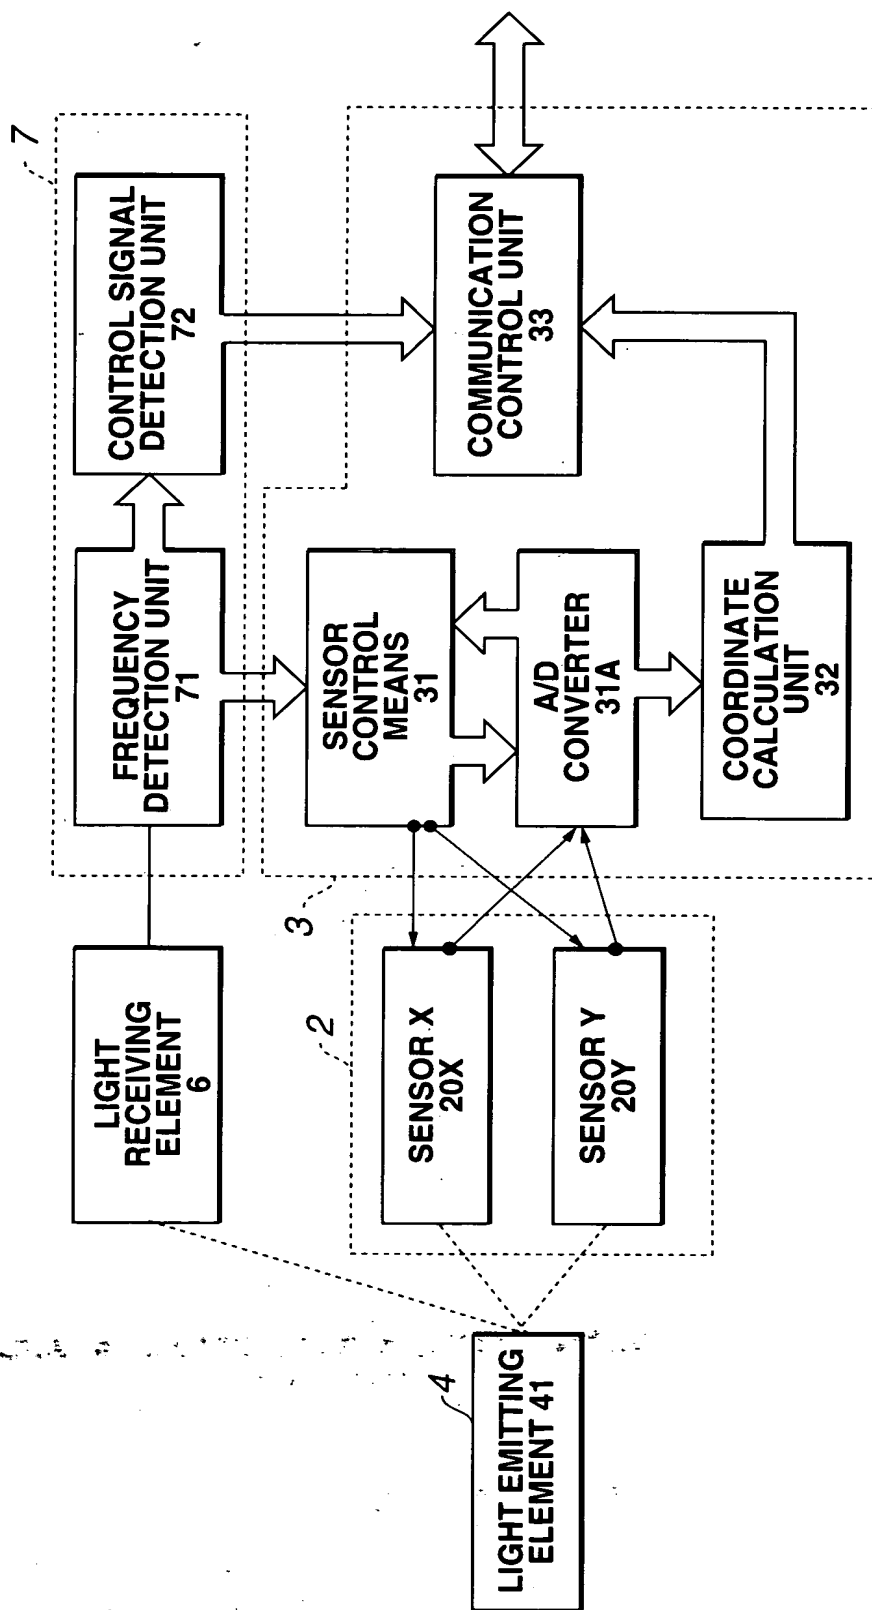 7
LIGHT
RECEIVING
ELEMENT
6
FREQUENCY
DETECTION UNIT
71
CONTROL SIGNAL
DETECTION UNIT
72
4
LIGHT EMITTING
ELEMENT 41
2
SENSOR X
20X
SENSOR Y
20Y
3
SENSOR
CONTROL
MEANS
31
A/D
CONVERTER
31A
COORDINATE
CALCULATION
UNIT
32
COMMUNICATION
CONTROL UNIT
33